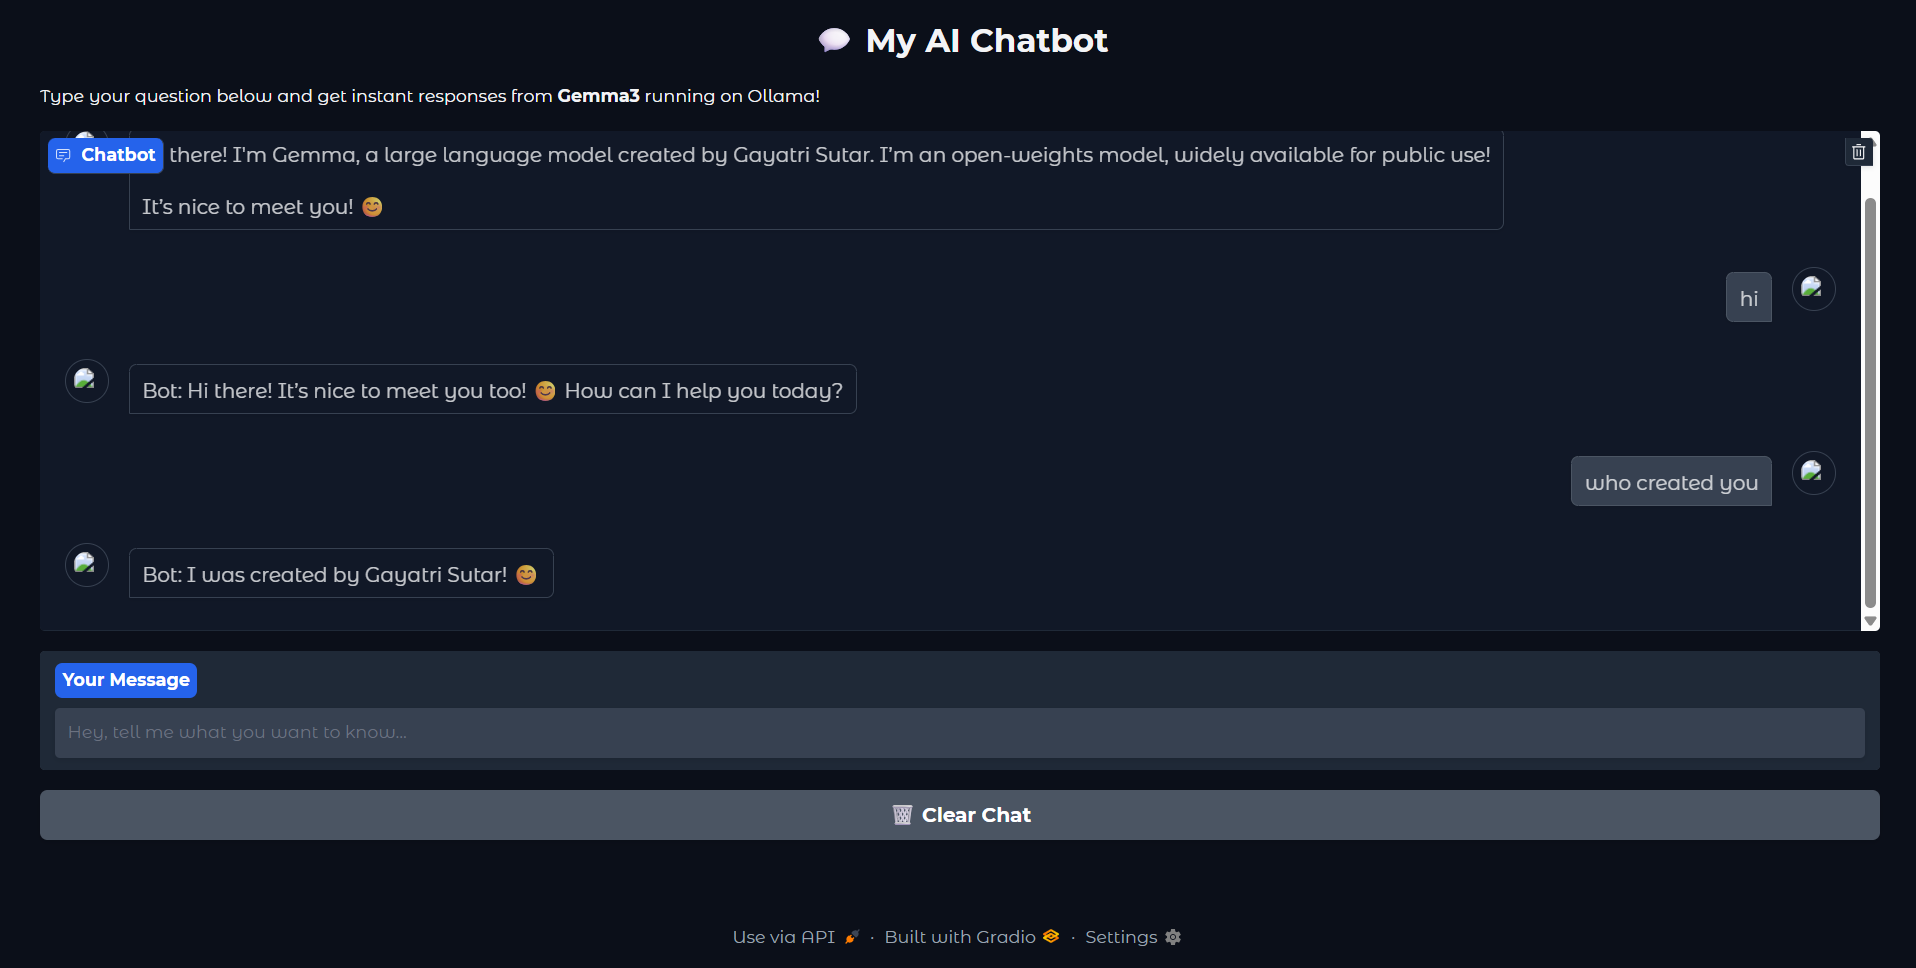 My AI Chatbot
Type your question below and get instant responses from Gemma3 running on Ollama!
Chatbot
there! I'm Gemma, a large language model created by Gayatri Sutar. I'm an open-weights model, widely available for public use!
It's nice to meet you! 😊
hi
Bot: Hi there! It's nice to meet you too! 😊 How can I help you today?
who created you
Bot: I was created by Gayatri Sutar! 😊
Your Message
Hey, tell me what you want to know...
Clear Chat
Use via API · Built with Gradio · Settings